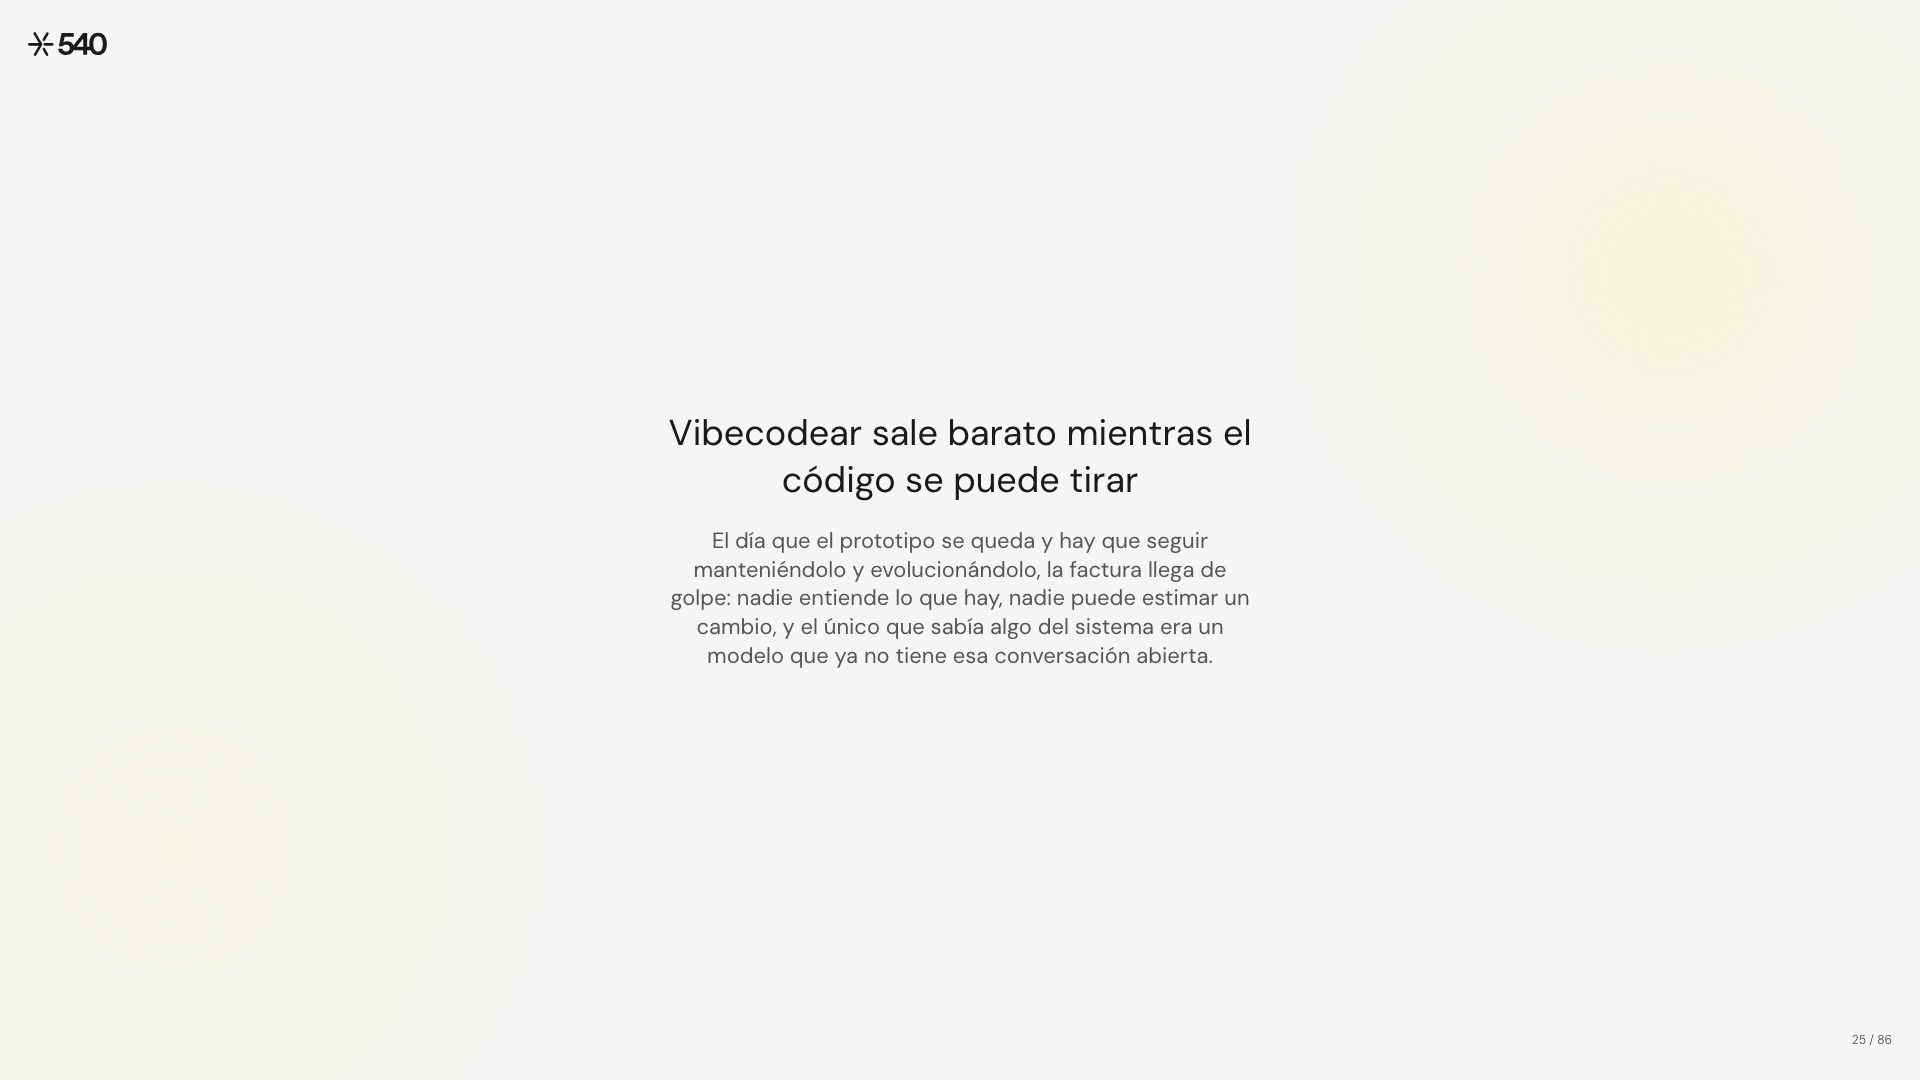 540
Vibecodear sale barato mientras el
código se puede tirar
El día que el prototipo se queda y hay que seguir
manteniéndolo y evolucionándolo, la factura llega de
golpe: nadie entiende lo que hay, nadie puede estimar un
cambio, y el único que sabía algo del sistema era un
modelo que ya no tiene esa conversación abierta.
25 / 86